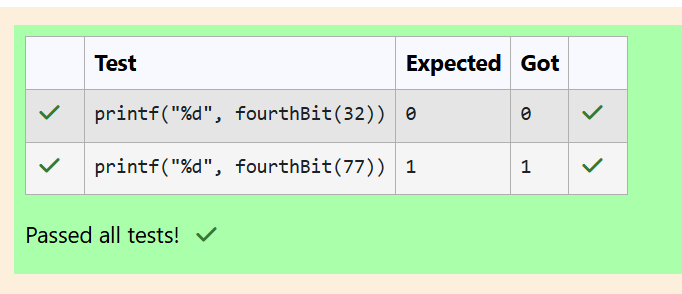 Test Expected Got
printf("%d", fourthBit(32)) 0 0
printf("%d", fourthBit(77)) 1 1
Passed all tests!